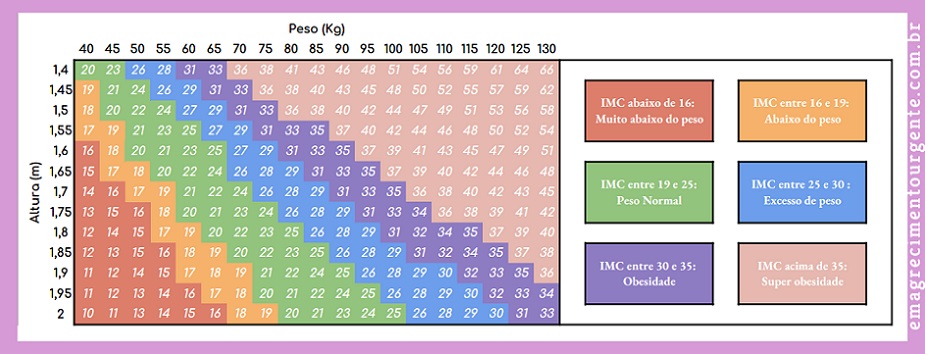 Peso (Kg)
40 45 50 55 60 65 70 75 80 85 90 95 100 105 110 115 120 125 130
Altura (m)
1,4 20 23 26 28 31 33 36 38 41 43 46 48 51 54 56 59 61 64 66
1,45 19 21 24 26 29 31 33 36 38 40 43 45 48 50 52 55 57 59 62
1,5 18 20 22 24 27 29 31 33 36 38 40 42 44 47 49 51 53 56 58
1,55 17 19 21 23 25 27 29 31 33 35 37 40 42 44 46 48 50 52 54
1,6 16 18 20 21 23 25 27 29 31 33 35 37 39 41 43 45 47 49 51
1,65 15 17 18 20 22 24 26 28 29 31 33 35 37 39 40 42 44 46 48
1,7 14 16 17 19 21 22 24 26 28 29 31 33 35 36 38 40 42 43 45
1,75 13 15 16 18 20 21 23 24 26 28 29 31 33 34 36 38 39 41 42
1,8 12 14 15 17 19 20 22 23 25 26 28 29 31 32 34 35 37 39 40
1,85 12 13 15 16 18 19 20 22 23 25 26 28 29 31 32 34 35 37 38
1,9 11 12 14 15 17 18 19 21 22 24 25 26 28 29 30 32 33 35 36
1,95 11 12 13 14 16 17 18 20 21 22 24 25 26 28 29 30 32 33 34
2 10 11 13 14 15 16 18 19 20 21 23 24 25 26 28 29 30 31 33
IMC abaixo de 16:
Muito abaixo do peso
IMC entre 16 e 19:
Abaixo do peso
IMC entre 19 e 25:
Peso Normal
IMC entre 25 e 30 :
Excesso de peso
IMC entre 30 e 35:
Obesidade
IMC acima de 35:
Super obesidade
emagrecimentourgente.com.br